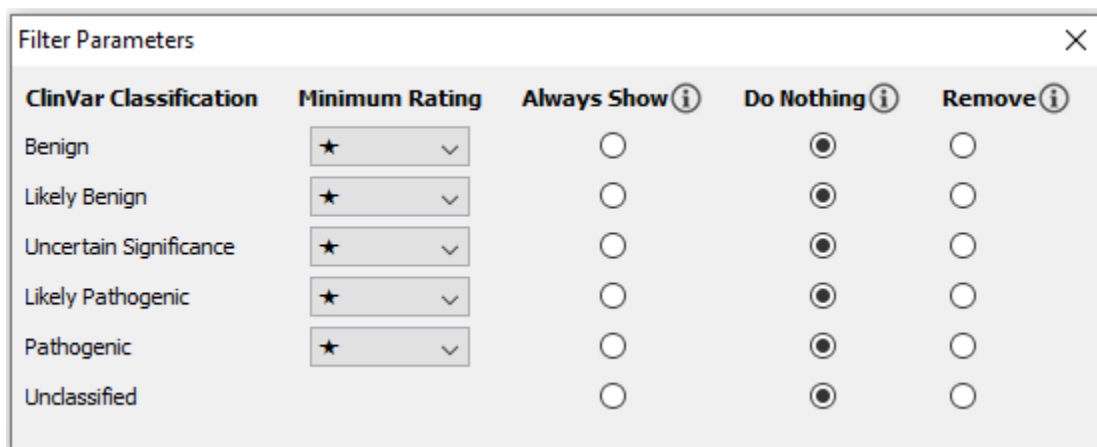 Filter Parameters
ClinVar Classification Minimum Rating Always Show Do Nothing Remove
Benign ★
Likely Benign ★
Uncertain Significance ★
Likely Pathogenic ★
Pathogenic ★
Unclassified